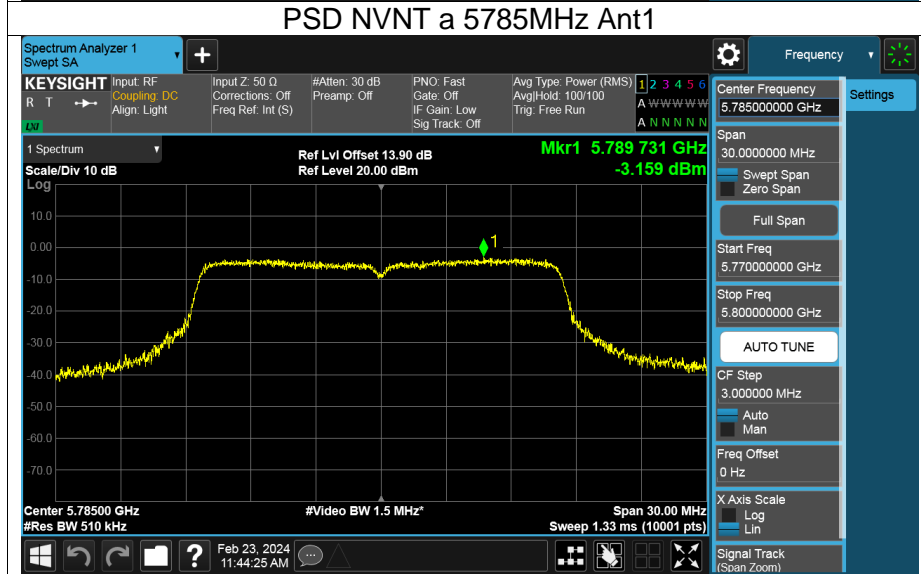 PSD NVNT a 5785MHz Ant1
Spectrum Analyzer 1
Swept SA
+
Frequency
KEYSIGHT
R T
LXI
Input: RF
Coupling: DC
Align: Light
Input Z: 50 Ω
Corrections: Off
Freq Ref: Int (S)
#Atten: 30 dB
Preamp: Off
PNO: Fast
Gate: Off
IF Gain: Low
Sig Track: Off
Avg Type: Power (RMS)
Avg|Hold: 100/100
Trig: Free Run
1 2 3 4 5 6
A W W W W W
A N N N N N
1 Spectrum
Scale/Div 10 dB
Log
Ref Lvl Offset 13.90 dB
Ref Level 20.00 dBm
Mkr1 5.789 731 GHz
-3.159 dBm
10.0
0.00
-10.0
-20.0
-30.0
-40.0
-50.0
-60.0
-70.0
1
Center 5.78500 GHz
#Res BW 510 kHz
#Video BW 1.5 MHz*
Span 30.00 MHz
Sweep 1.33 ms (10001 pts)
?
Feb 23, 2024
11:44:25 AM
Center Frequency
5.785000000 GHz
Settings
Span
30.0000000 MHz
Swept Span
Zero Span
Full Span
Start Freq
5.770000000 GHz
Stop Freq
5.800000000 GHz
AUTO TUNE
CF Step
3.000000 MHz
Auto
Man
Freq Offset
0 Hz
X Axis Scale
Log
Lin
Signal Track
(Span Zoom)